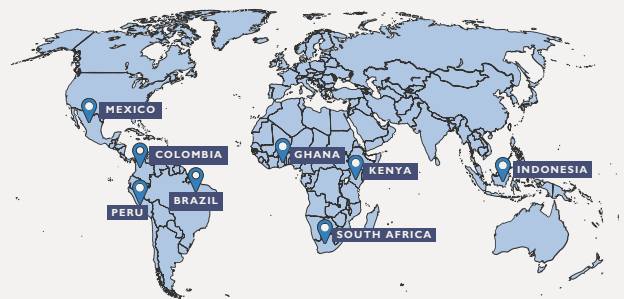 MEXICO
COLOMBIA
GHANA
KENYA
INDONESIA
BRAZIL
PERU
SOUTH AFRICA